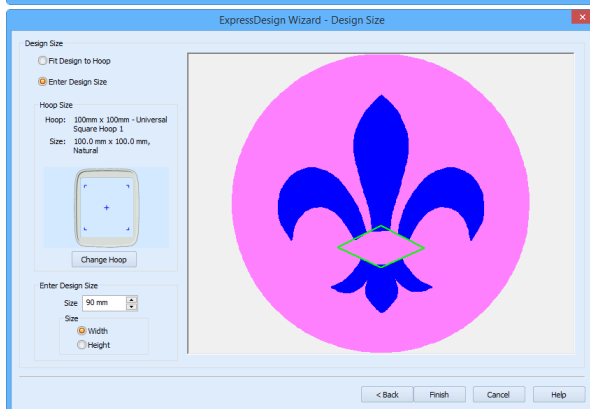 ExpressDesign Wizard - Design Size
Design Size
Fit Design to Hoop
Enter Design Size
Hoop Size
Hoop: 100mm x 100mm - Universal
Square Hoop 1
Size: 100.0 mm x 100.0 mm,
Natural
Change Hoop
Enter Design Size
Size 90 mm
Size
Width
Height
< Back Finish Cancel Help